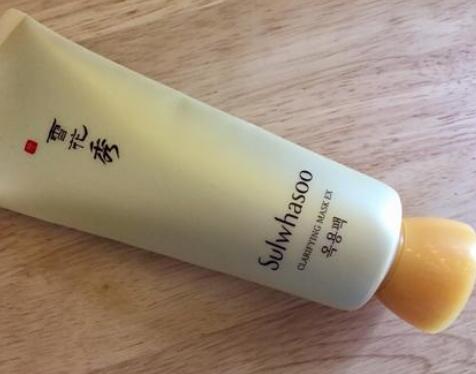 雪花秀
Sulwhasoo
CLARIFYING MASK EX
옥용팩